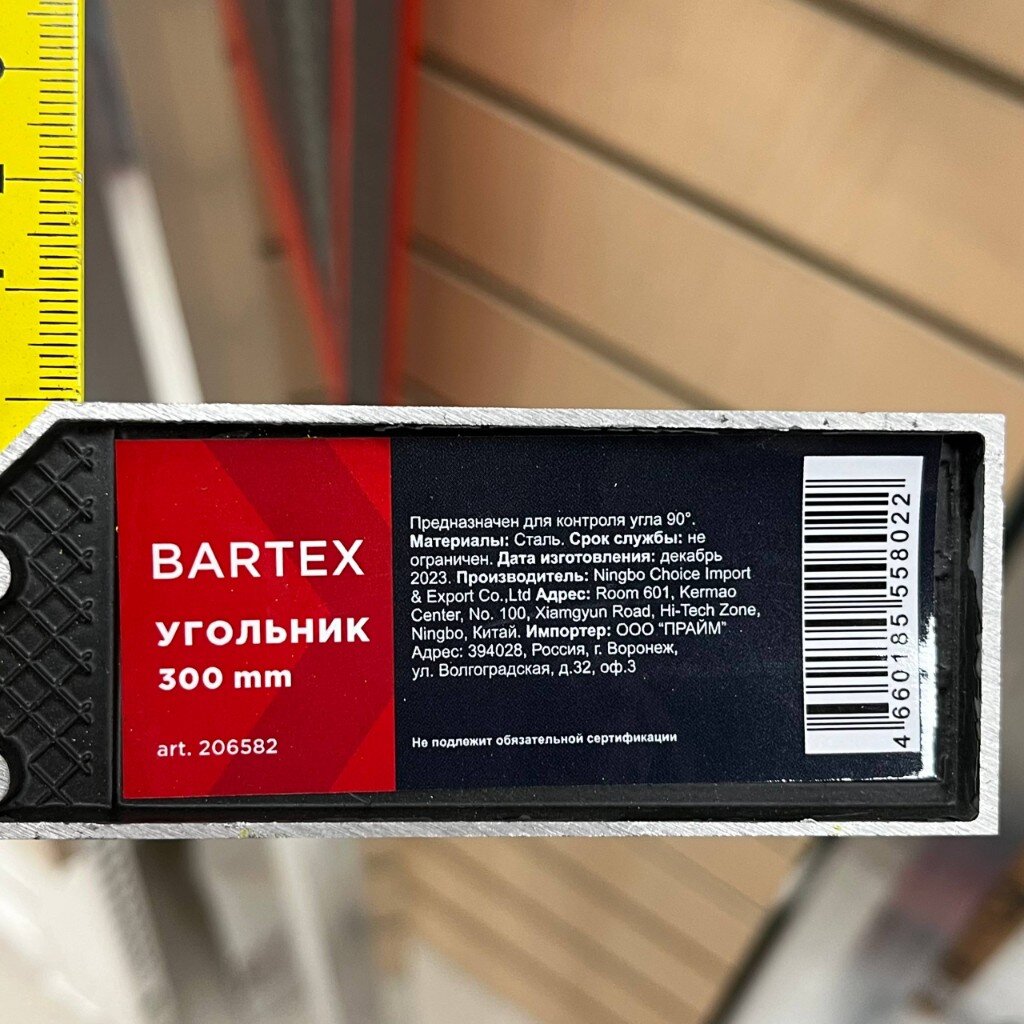 BARTEX
УГОЛЬНИК
300 mm
art. 206582
Предназначен для контроля угла 90°.
Материалы: Сталь. Срок службы: не
ограничен. Дата изготовления: декабрь
2023. Производитель: Ningbo Choice Import
& Export Co.,Ltd Адрес: Room 601, Kermao
Center, No. 100, Xiamgyun Road, Hi-Tech Zone,
Ningbo, Китай. Импортер: ООО "ПРАЙМ"
Адрес: 394028, Россия, г. Воронеж,
ул. Волгоградская, д.32, оф.3
Не подлежит обязательной сертификации
4 660185 558022